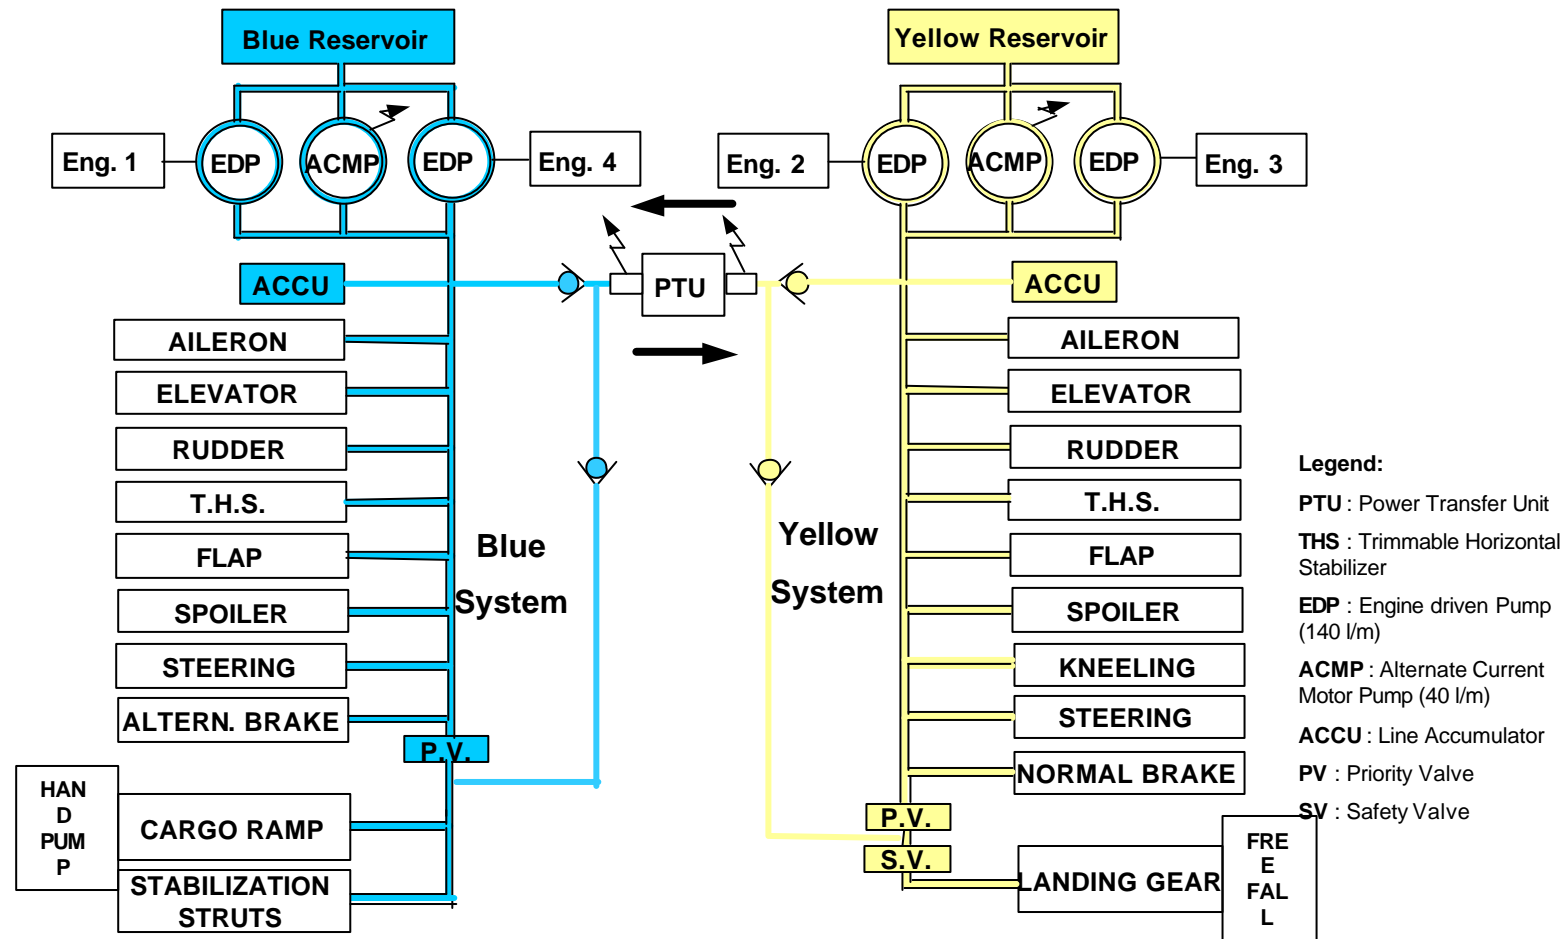 Blue Reservoir
Yellow Reservoir
Eng. 1
EDP
ACMP
EDP
Eng. 4
Eng. 2
EDP
ACMP
EDP
Eng. 3
ACCU
PTU
ACCU
AILERON
ELEVATOR
RUDDER
T.H.S.
FLAP
SPOILER
STEERING
ALTERN. BRAKE
P.V.
HAN
D
PUM
P
CARGO RAMP
STABILIZATION
STRUTS
Blue
System
Yellow
System
AILERON
ELEVATOR
RUDDER
T.H.S.
FLAP
SPOILER
KNEELING
STEERING
NORMAL BRAKE
P.V.
S.V.
LANDING GEAR
FRE
E
FAL
L
Legend:
PTU : Power Transfer Unit
THS : Trimmable Horizontal
Stabilizer
EDP : Engine driven Pump
(140 l/m)
ACMP : Alternate Current
Motor Pump (40 l/m)
ACCU : Line Accumulator
PV : Priority Valve
SV : Safety Valve